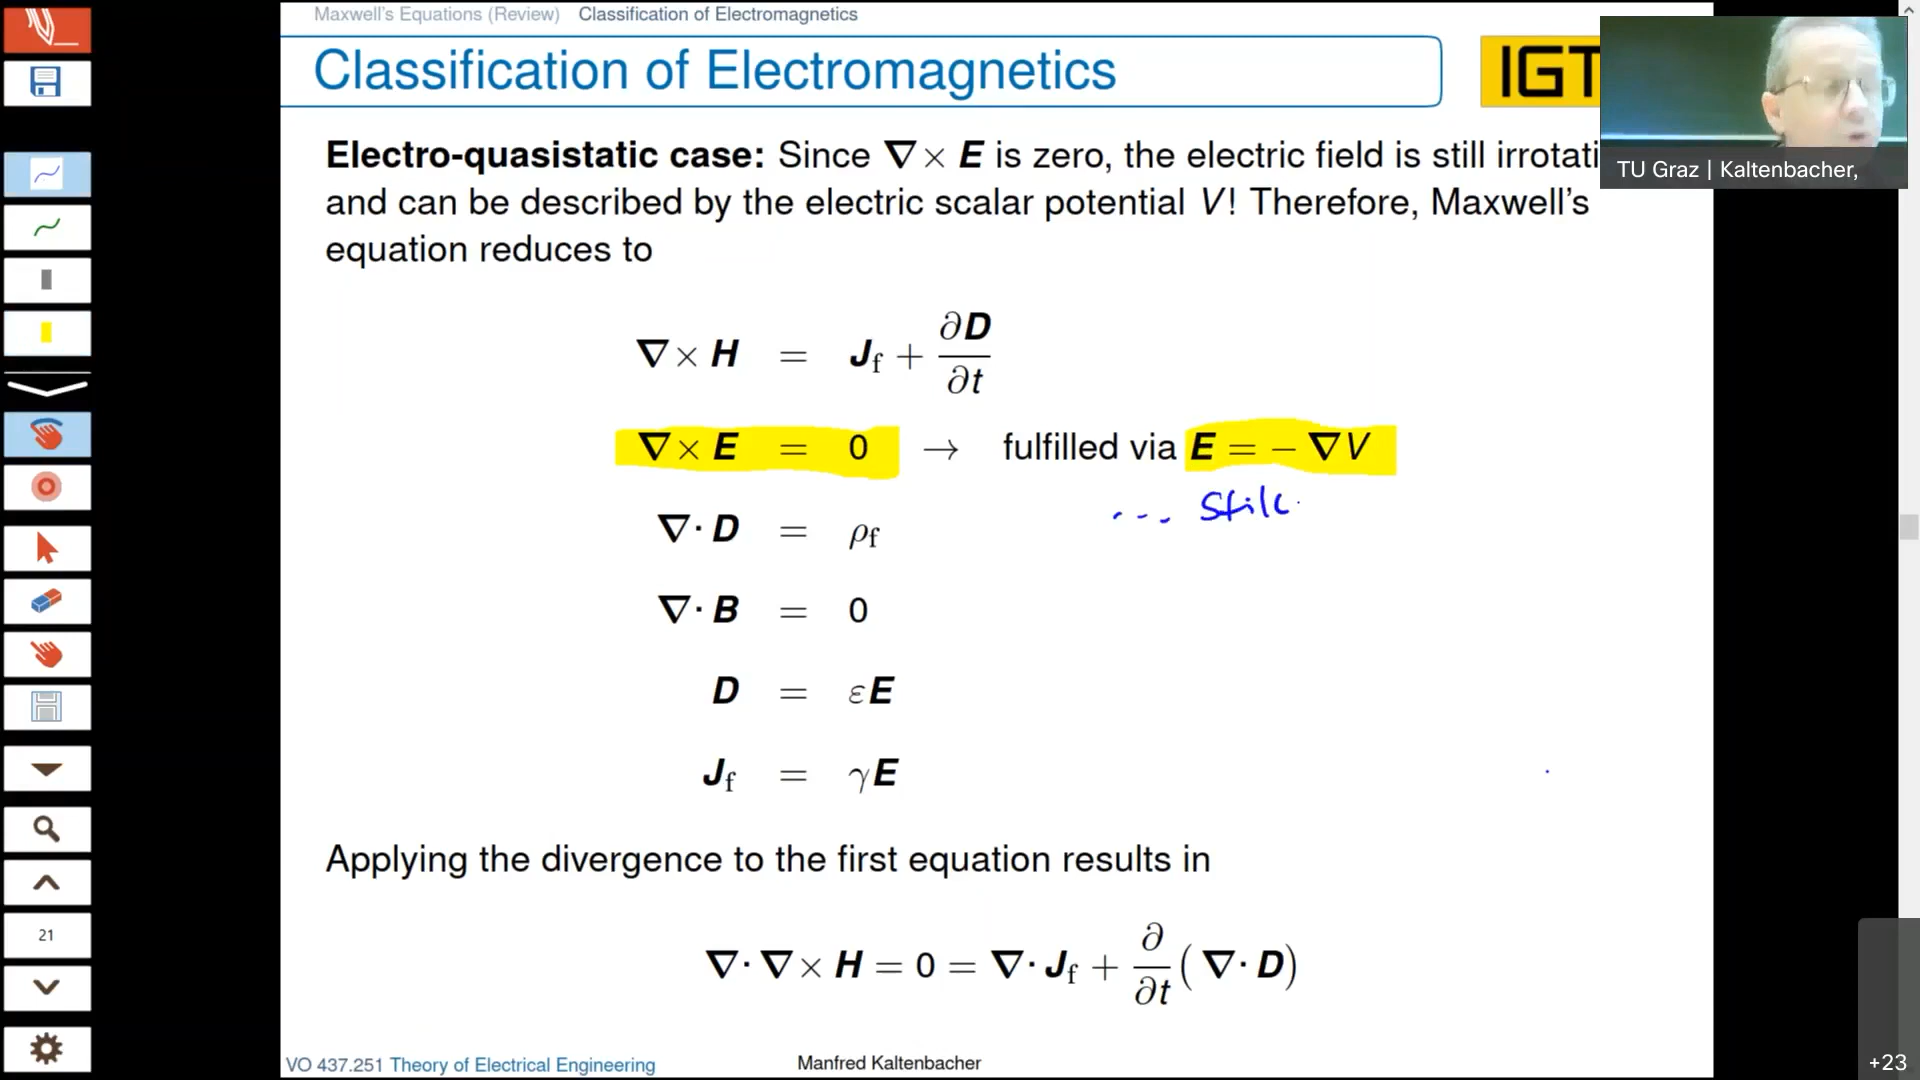 Maxwell's Equations (Review) Classification of Electromagnetics
Classification of Electromagnetics
IGT
TU Graz | Kaltenbacher,
Electro-quasistatic case: Since ∇ × E is zero, the electric field is still irrotati
and can be described by the electric scalar potential V! Therefore, Maxwell's
equation reduces to
∇ × H = J_f + ∂D/∂t
∇ × E = 0 → fulfilled via E = − ∇V
... Still
∇ · D = ρ_f
∇ · B = 0
D = εE
J_f = γE
Applying the divergence to the first equation results in
∇ · ∇ × H = 0 = ∇ · J_f + ∂/∂t ( ∇ · D)
21
VO 437.251 Theory of Electrical Engineering Manfred Kaltenbacher
+23